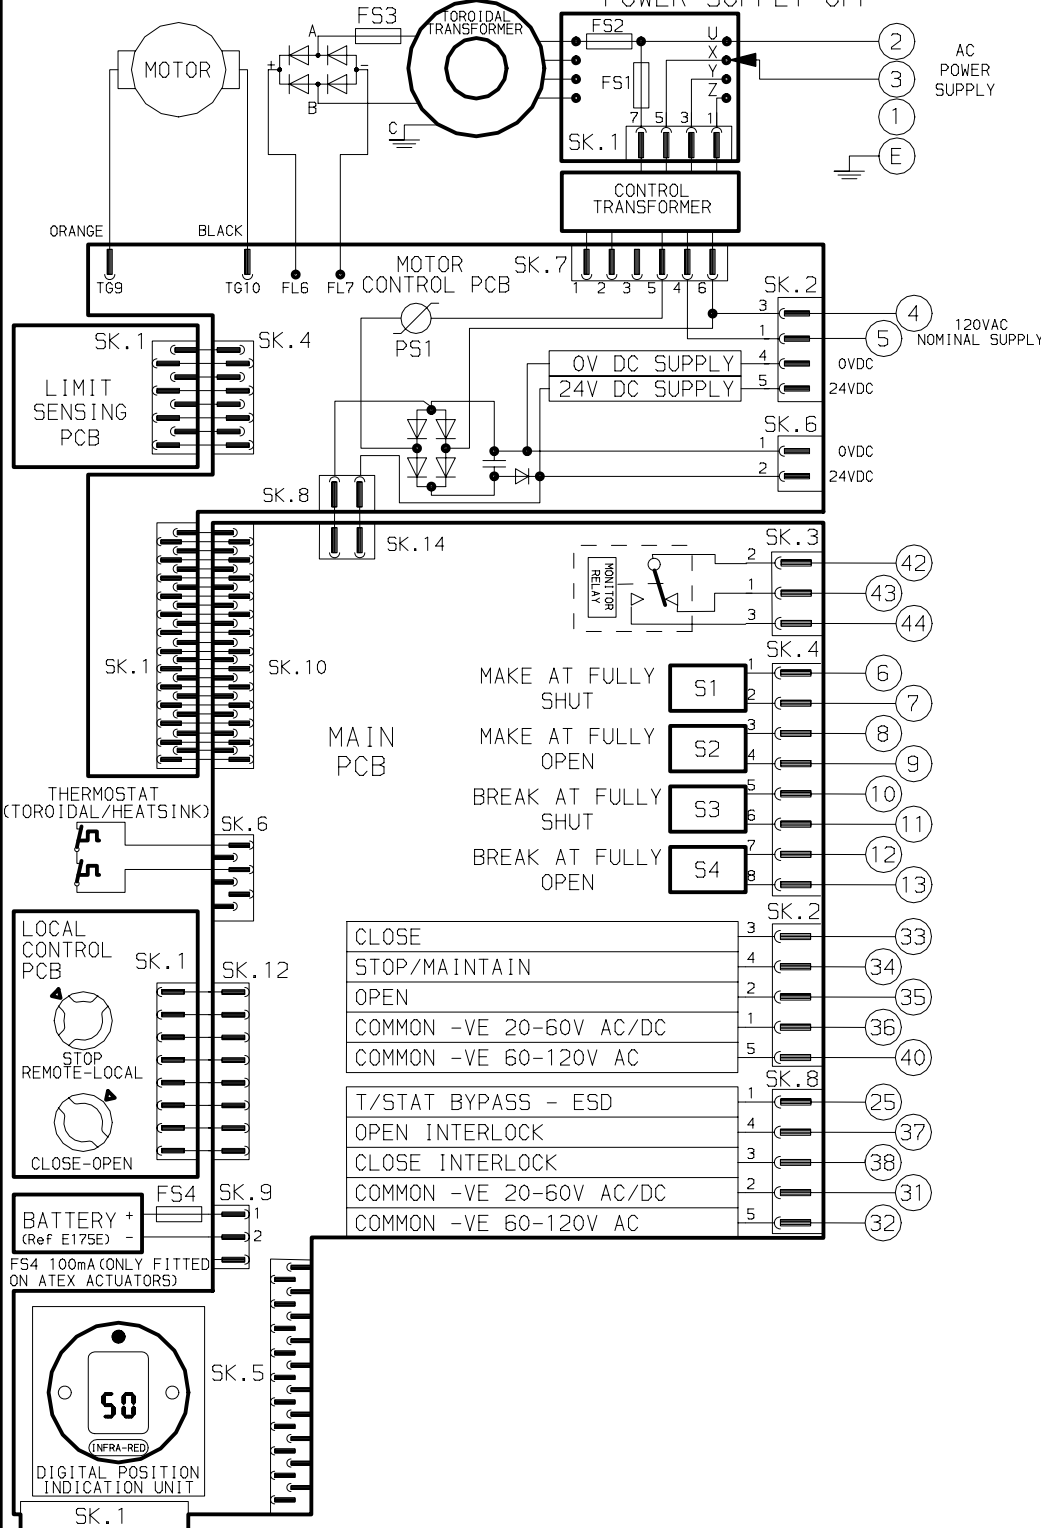 POWER SUPPLY OFF
FS3
TOROIDAL
TRANSFORMER
FS2
U
X
Y
Z
2
3
1
E
AC
POWER
SUPPLY
MOTOR
A
+
-
B
C
FS1
7 5 3 1
SK.1
CONTROL
TRANSFORMER
ORANGE
BLACK
TG9
TG10
FL6
FL7
MOTOR
CONTROL PCB
SK.7
1 2 3 5 4 6
SK.2
3
4
1
5
120VAC
NOMINAL SUPPLY
PS1
0V DC SUPPLY
4
0VDC
24V DC SUPPLY
5
24VDC
SK.6
1
0VDC
2
24VDC
SK.1
SK.4
LIMIT
SENSING
PCB
SK.8
SK.14
SK.3
MONITOR
RELAY
2
42
1
43
3
44
SK.1
SK.10
MAIN
PCB
SK.4
MAKE AT FULLY
SHUT
S1
1
6
2
7
MAKE AT FULLY
OPEN
S2
3
8
4
9
BREAK AT FULLY
SHUT
S3
5
10
6
11
BREAK AT FULLY
OPEN
S4
7
12
8
13
THERMOSTAT
(TOROIDAL/HEATSINK)
SK.6
SK.2
CLOSE
3
33
STOP/MAINTAIN
4
34
OPEN
2
35
COMMON -VE 20-60V AC/DC
1
36
COMMON -VE 60-120V AC
5
40
SK.8
T/STAT BYPASS - ESD
1
25
OPEN INTERLOCK
4
37
CLOSE INTERLOCK
3
38
COMMON -VE 20-60V AC/DC
2
31
COMMON -VE 60-120V AC
5
32
LOCAL
CONTROL
PCB
SK.1
SK.12
STOP
REMOTE-LOCAL
CLOSE-OPEN
BATTERY +
(Ref E175E) -
FS4
SK.9
1
2
FS4 100mA(ONLY FITTED
ON ATEX ACTUATORS)
SK.5
50
INFRA-RED
DIGITAL POSITION
INDICATION UNIT
SK.1